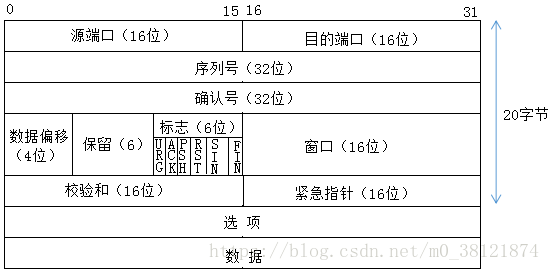 0 15 16 31
源端口（16位） 目的端口（16位）
序列号（32位）
确认号（32位）
20字节
数据偏移（4位） 保留（6） 标志（6位） 窗口（16位）
URG ACK PSH RST SIN FIN
校验和（16位） 紧急指针（16位）
选 项
数 据
https://blog.csdn.net/m0_38121874